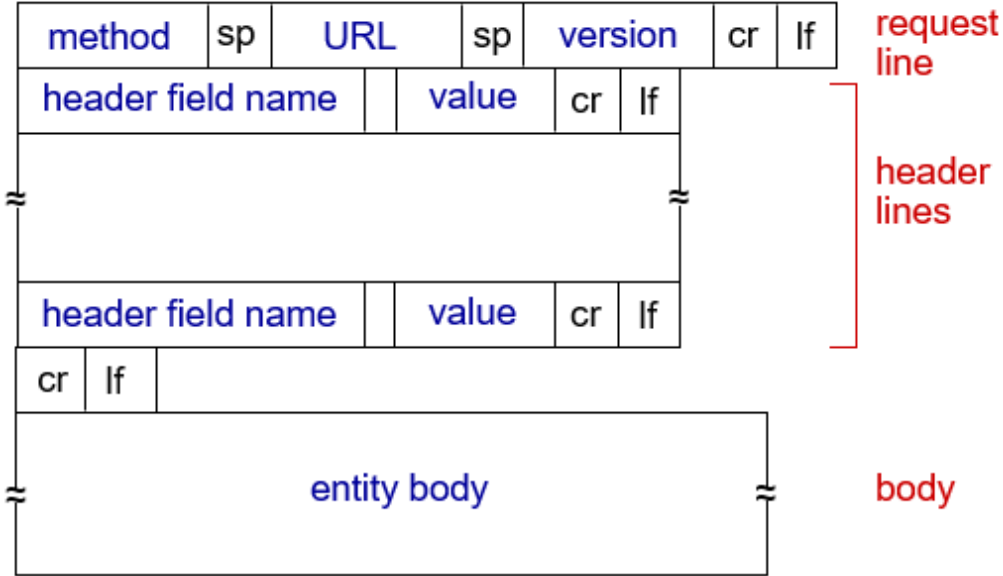 method sp URL sp version cr lf
request
line
header field name value cr lf
header
lines
header field name value cr lf
cr lf
entity body
body